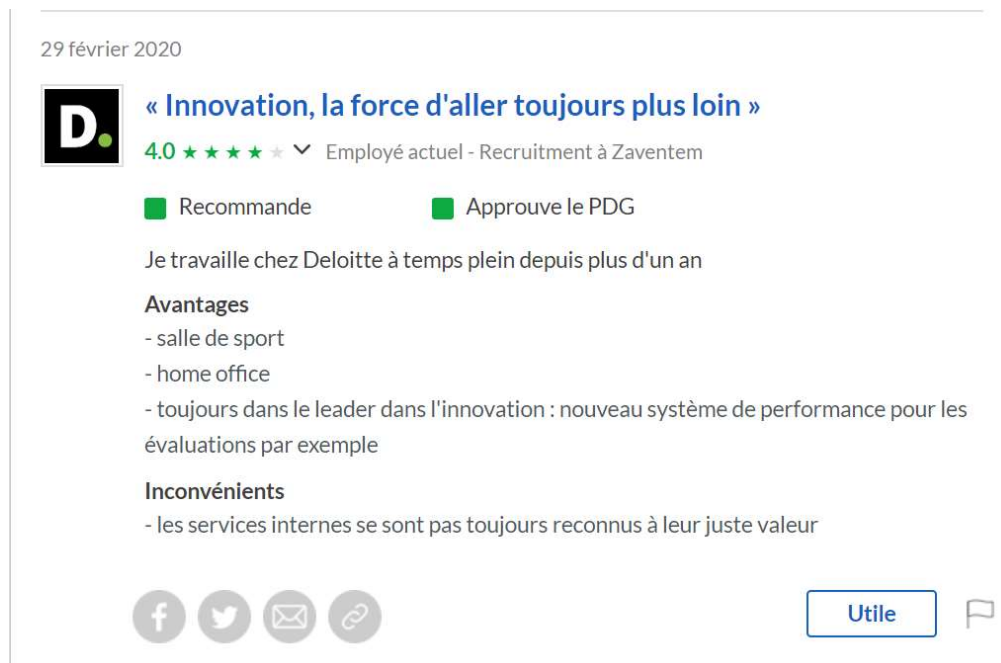 29 février 2020
D.
« Innovation, la force d'aller toujours plus loin »
4.0 ★★★★★ Employé actuel - Recruitment à Zaventem
Recommande Approuve le PDG
Je travaille chez Deloitte à temps plein depuis plus d'un an
Avantages
- salle de sport
- home office
- toujours dans le leader dans l'innovation : nouveau système de performance pour les
évaluations par exemple
Inconvénients
- les services internes se sont pas toujours reconnus à leur juste valeur
Utile